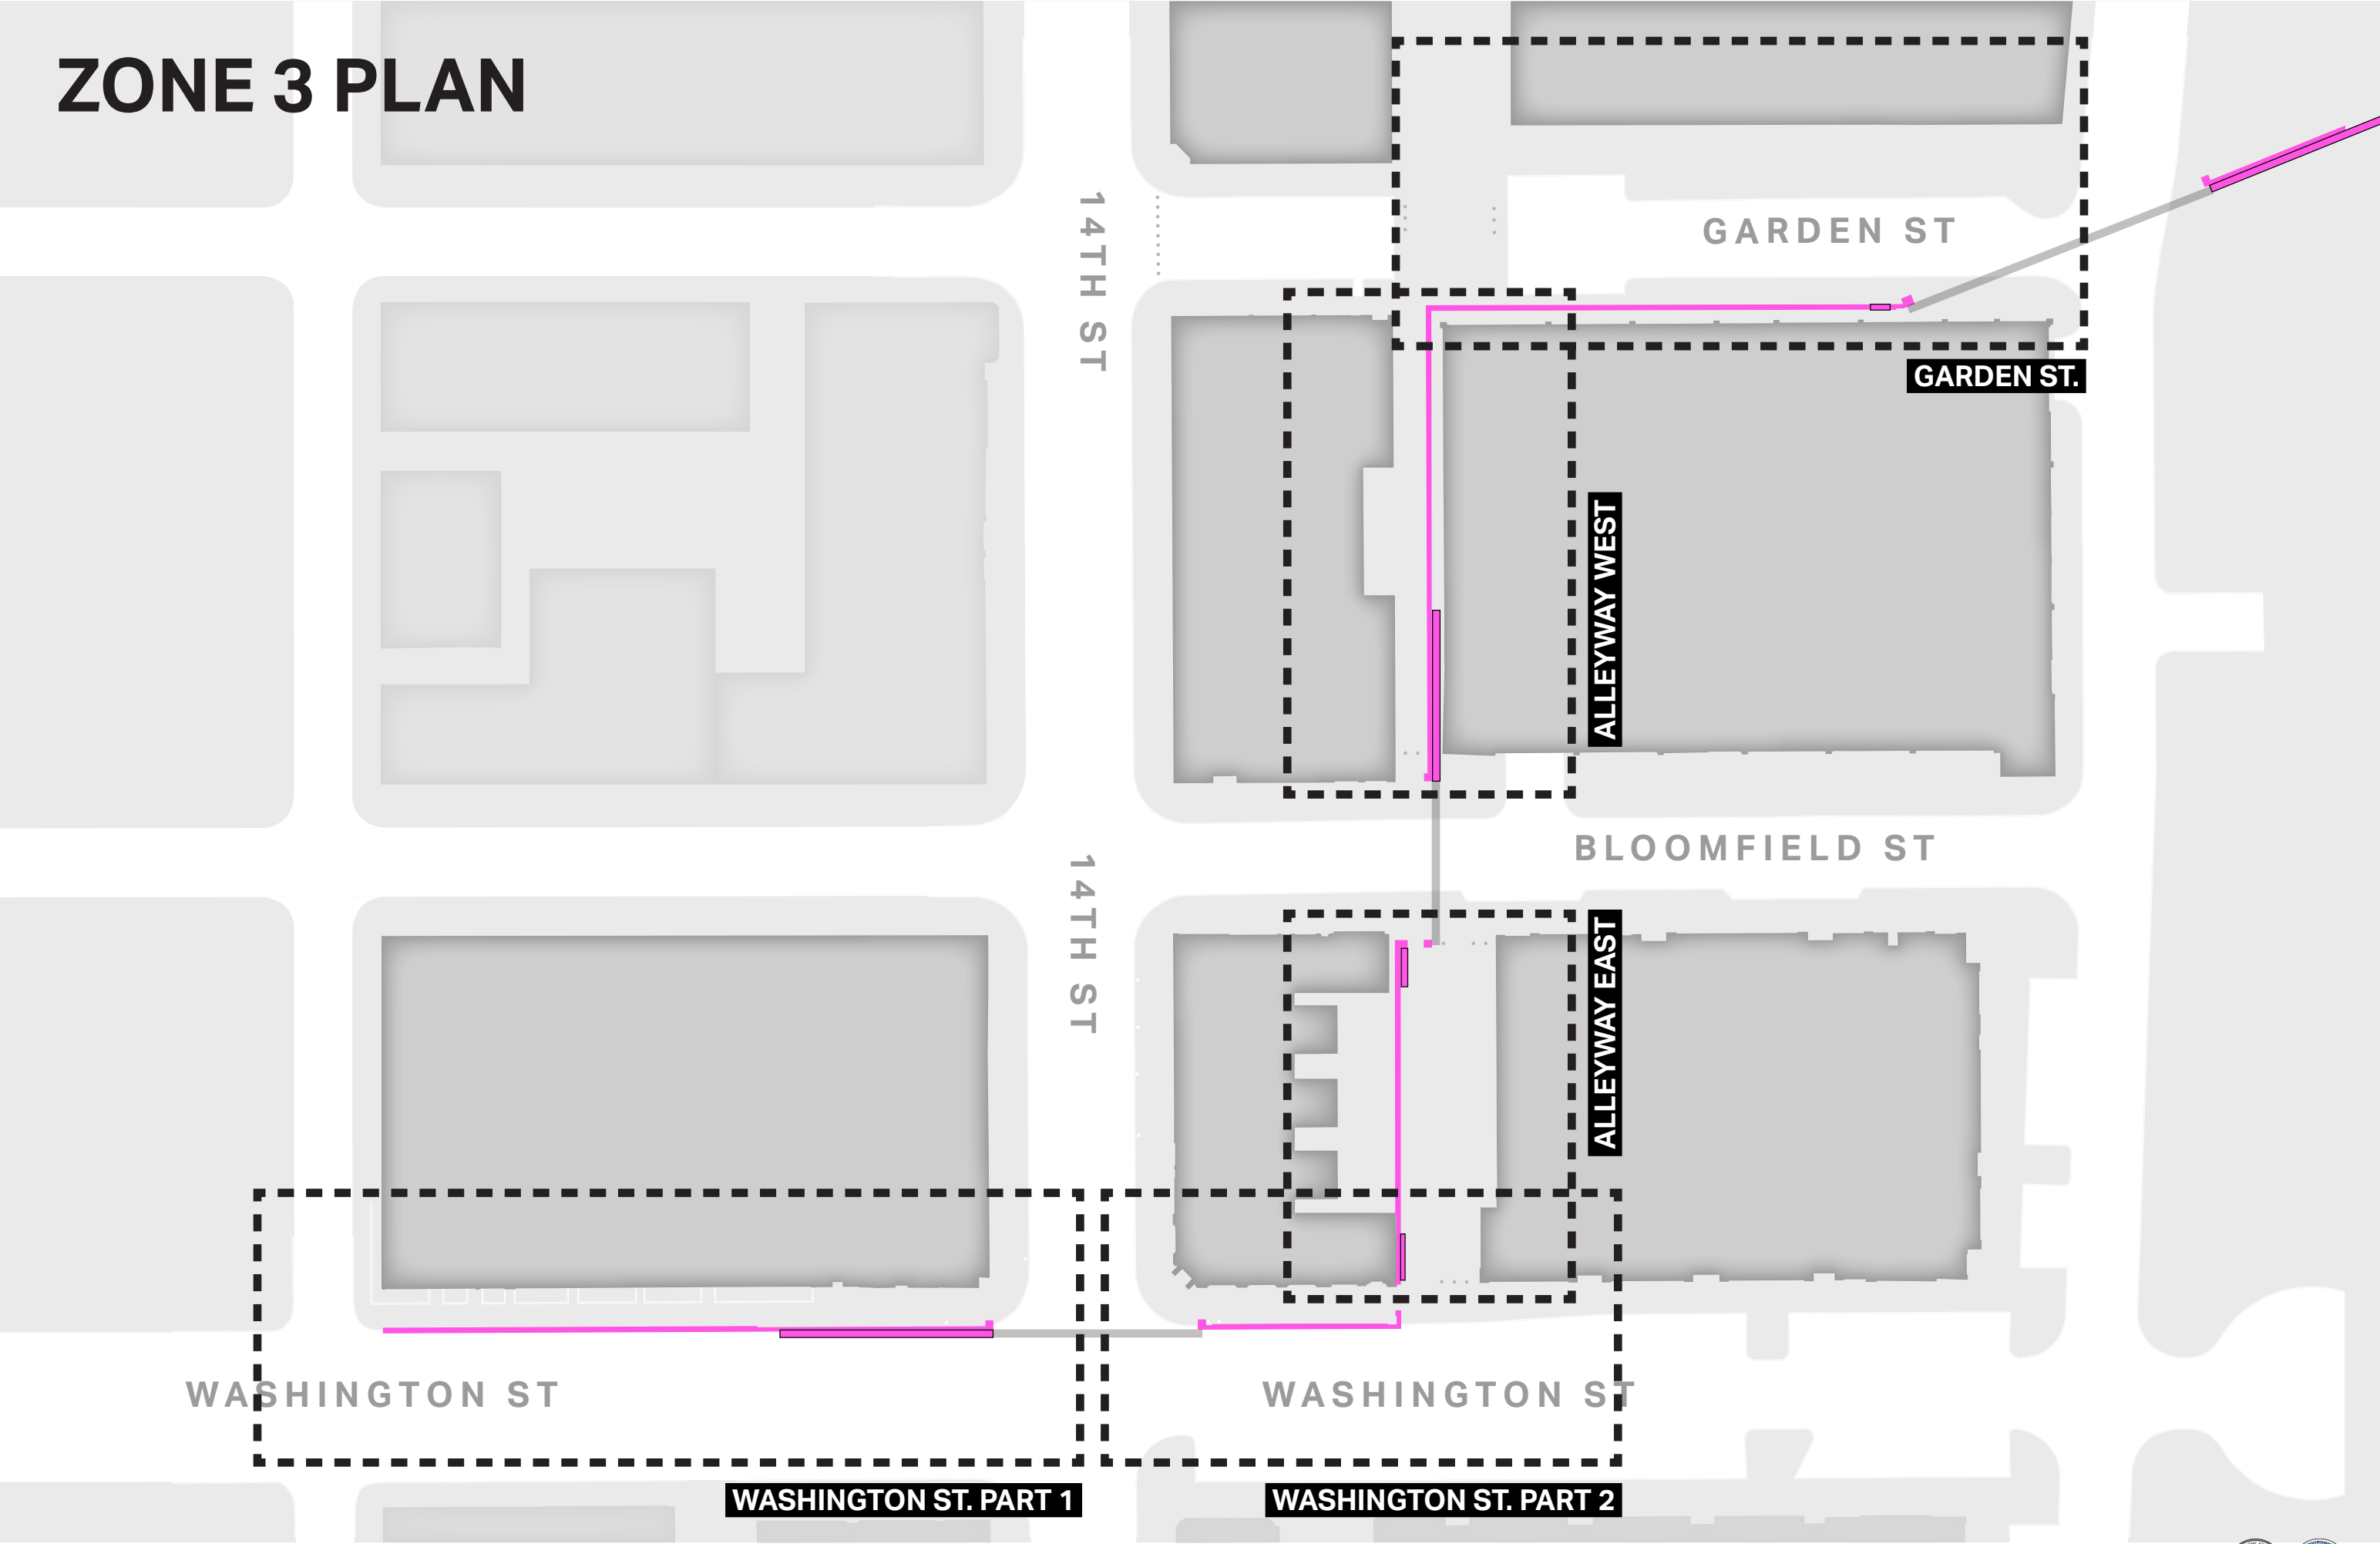 ZONE 3 PLAN
14TH ST
GARDEN ST
GARDEN ST.
ALLEYWAY WEST
BLOOMFIELD ST
14TH ST
ALLEYWAY EAST
WASHINGTON ST
WASHINGTON ST
WASHINGTON ST. PART 1
WASHINGTON ST. PART 2